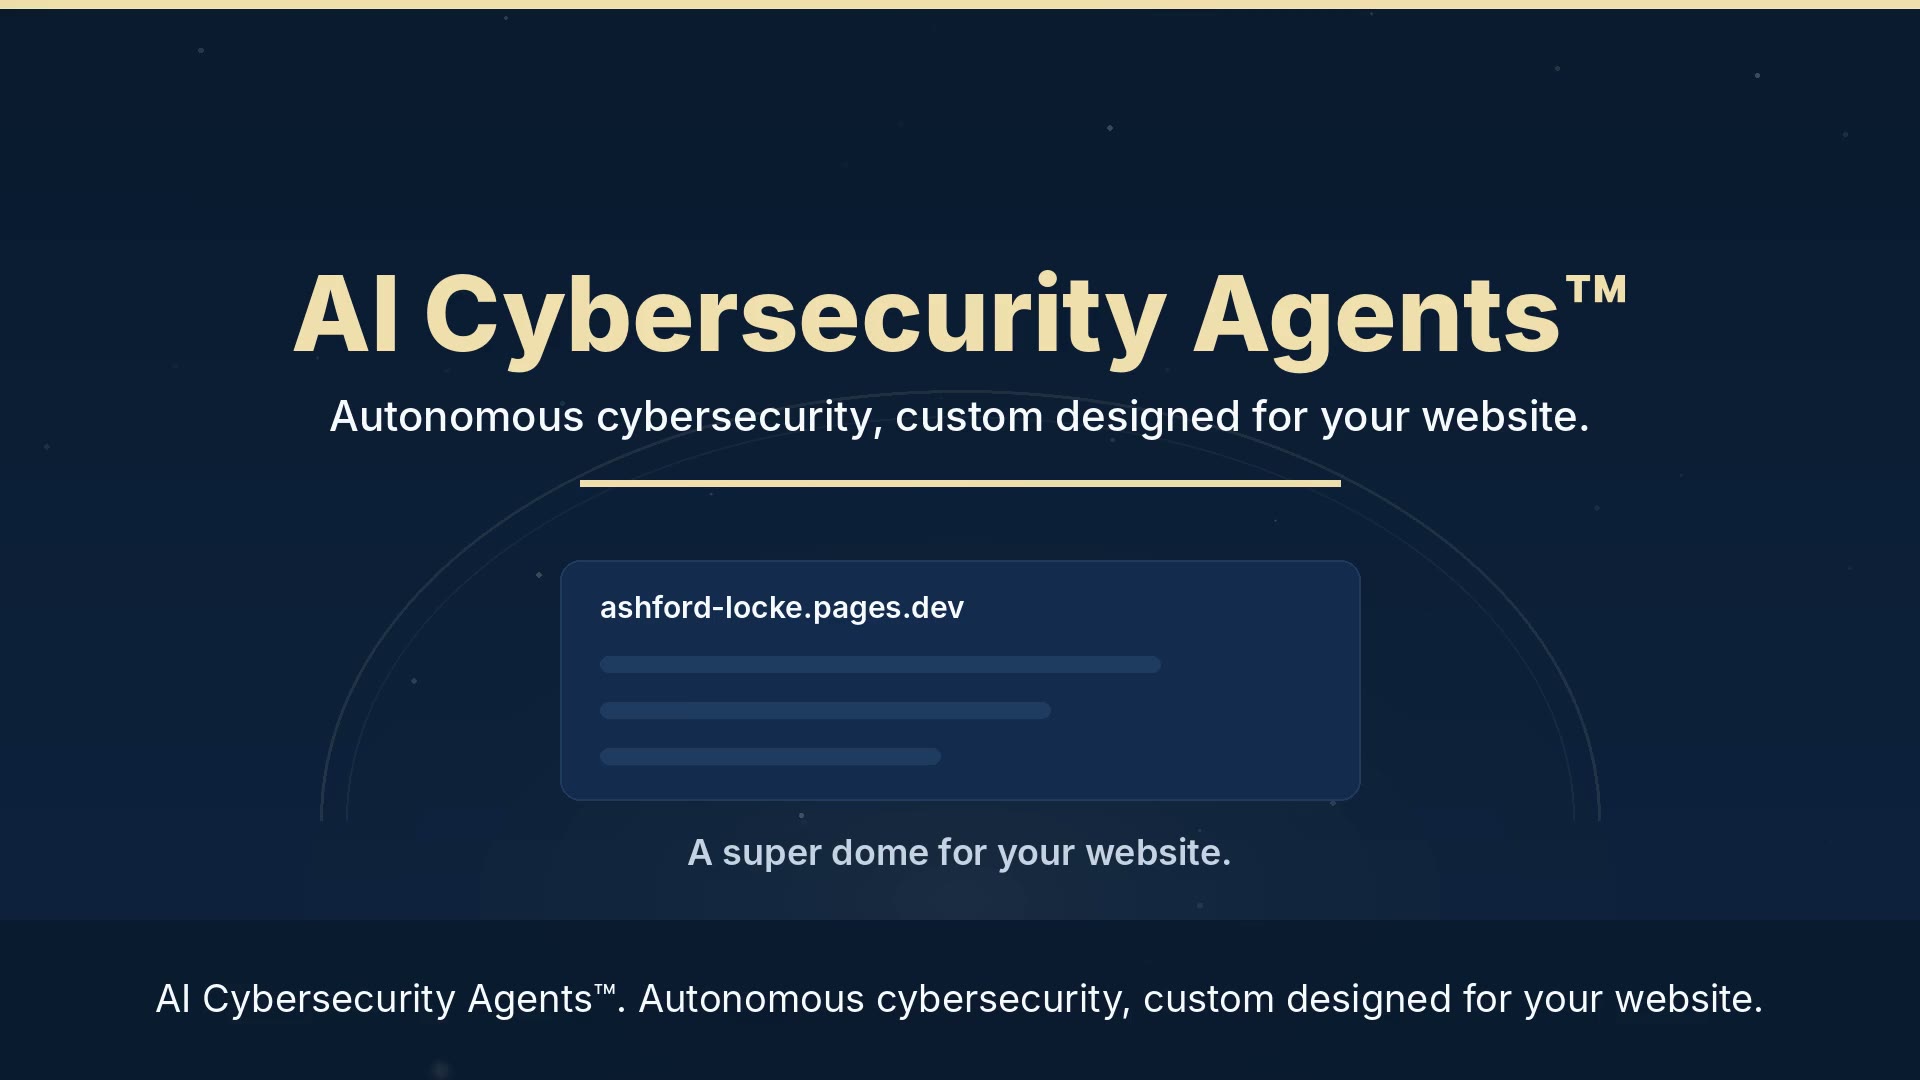 AI Cybersecurity Agents™
Autonomous cybersecurity, custom designed for your website.
ashford-locke.pages.dev
A super dome for your website.
AI Cybersecurity Agents™. Autonomous cybersecurity, custom designed for your website.